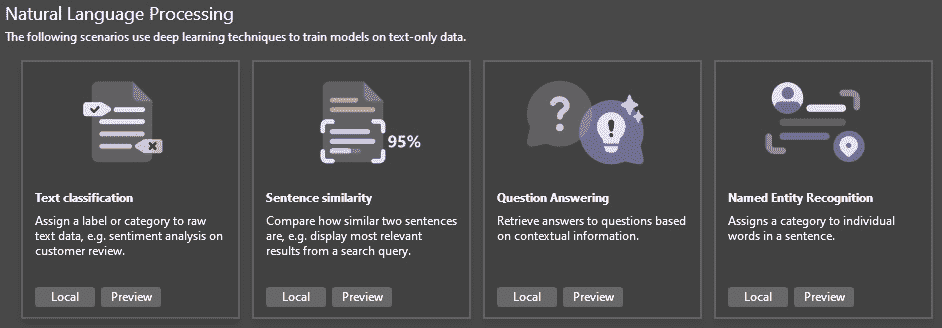 Natural Language Processing
The following scenarios use deep learning techniques to train models on text-only data.
95%
Text classification
Assign a label or category to raw
text data, e.g. sentiment analysis on
customer review.
Local Preview
Sentence similarity
Compare how similar two sentences
are, e.g. display most relevant
results from a search query.
Local Preview
Question Answering
Retrieve answers to questions based
on contextual information.
Local Preview
Named Entity Recognition
Assigns a category to individual
words in a sentence.
Local Preview